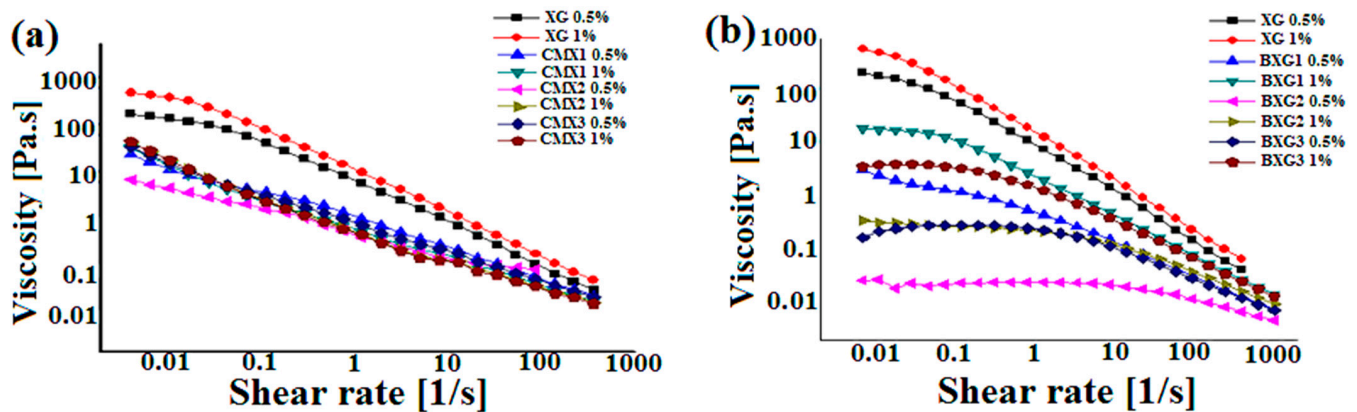 (a)
XG 0.5%
XG 1%
CMX1 0.5%
CMX1 1%
CMX2 0.5%
CMX2 1%
CMX3 0.5%
CMX3 1%
Viscosity [Pa.s]
1000
100
10
1
0.1
0.01
0.01
0.1
1
10
100
1000
Shear rate [1/s]
(b)
XG 0.5%
XG 1%
BXG1 0.5%
BXG1 1%
BXG2 0.5%
BXG2 1%
BXG3 0.5%
BXG3 1%
Viscosity [Pa.s]
1000
100
10
1
0.1
0.01
0.01
0.1
1
10
100
1000
Shear rate [1/s]